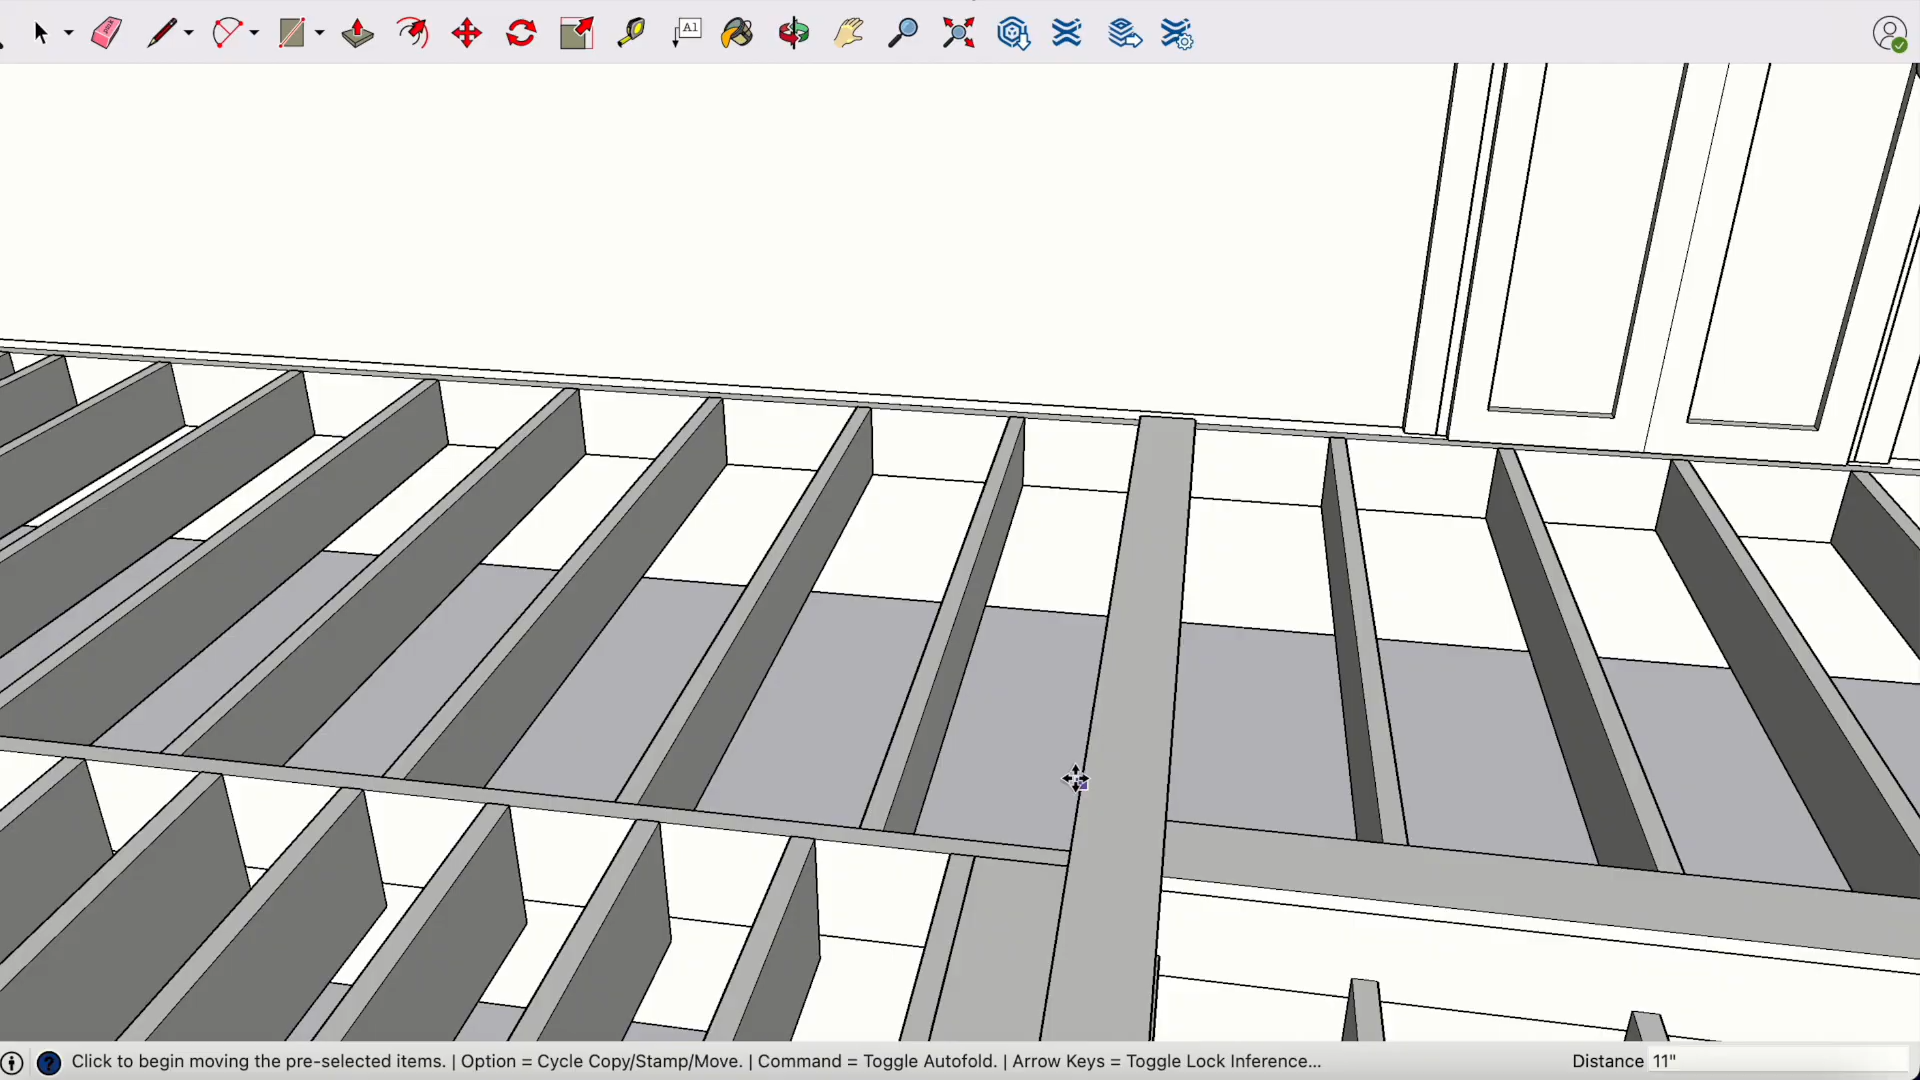 A1
Click to begin moving the pre-selected items. | Option = Cycle Copy/Stamp/Move. | Command = Toggle Autofold. | Arrow Keys = Toggle Lock Inference...
Distance 11"